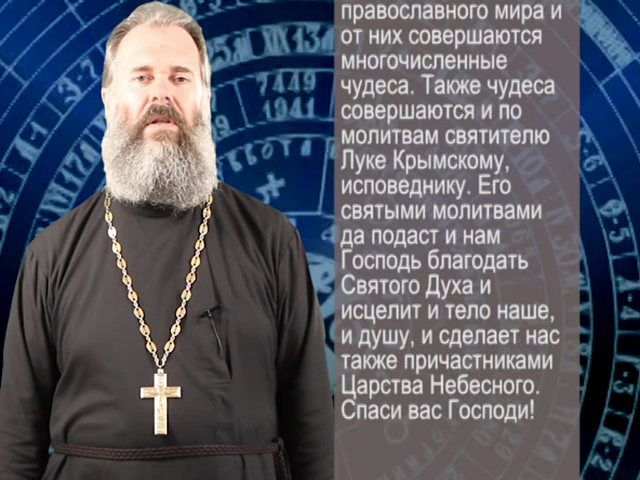 православного мира и
от них совершаются
многочисленные
чудеса. Также чудеса
совершаются и по
молитвам святителю
Луке Крымскому,
исповеднику. Его
святыми молитвами
да подаст и нам
Господь благодать
Святого Духа и
исцелит и тело наше,
и душу, и сделает нас
также причастниками
Царства Небесного.
Спаси вас Господи!
7449
1941